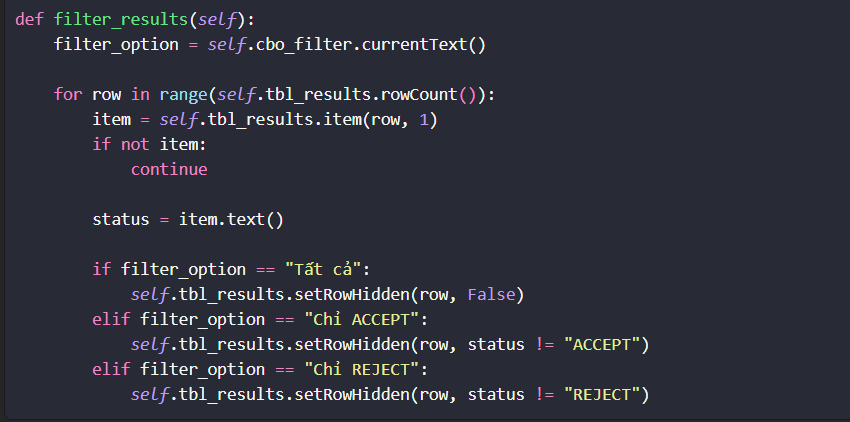 def filter_results(self):
    filter_option = self.cbo_filter.currentText()

    for row in range(self.tbl_results.rowCount()):
        item = self.tbl_results.item(row, 1)
        if not item:
            continue

        status = item.text()

        if filter_option == "Tất cả":
            self.tbl_results.setRowHidden(row, False)
        elif filter_option == "Chỉ ACCEPT":
            self.tbl_results.setRowHidden(row, status != "ACCEPT")
        elif filter_option == "Chỉ REJECT":
            self.tbl_results.setRowHidden(row, status != "REJECT")